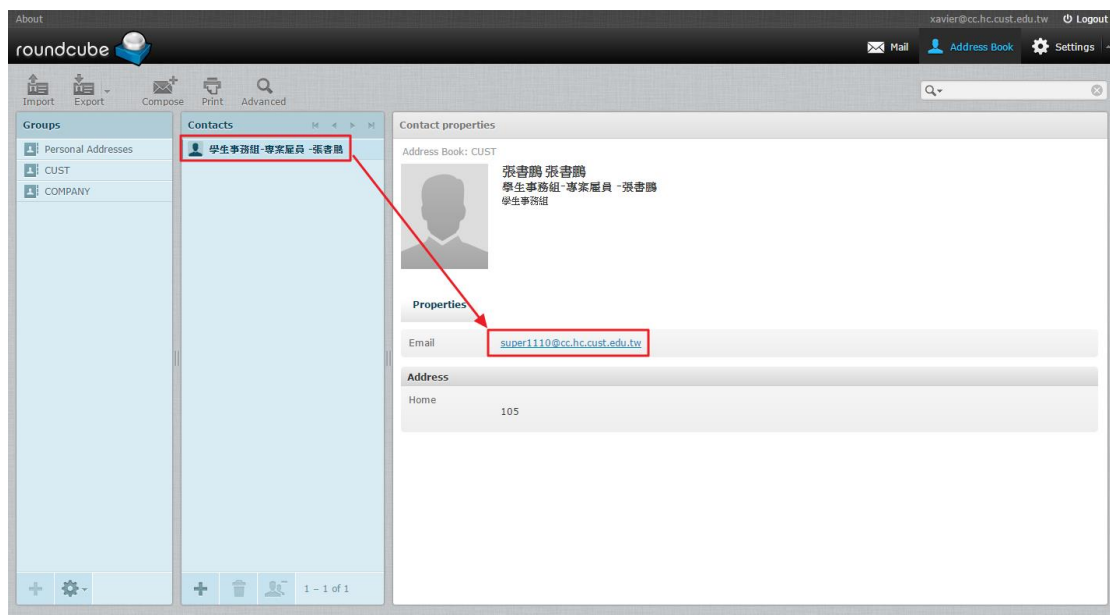 About
xavier@cc.hc.cust.edu.tw Logout
roundcube
Mail Address Book Settings
Import Export Compose Print Advanced
Groups
Personal Addresses
CUST
COMPANY
Contacts
學生事務組-專案雇員 -張書鵬
1 – 1 of 1
Contact properties
Address Book: CUST
張書鵬 張書鵬
學生事務組-專案雇員 -張書鵬
學生事務組
Properties
Email super1110@cc.hc.cust.edu.tw
Address
Home
105